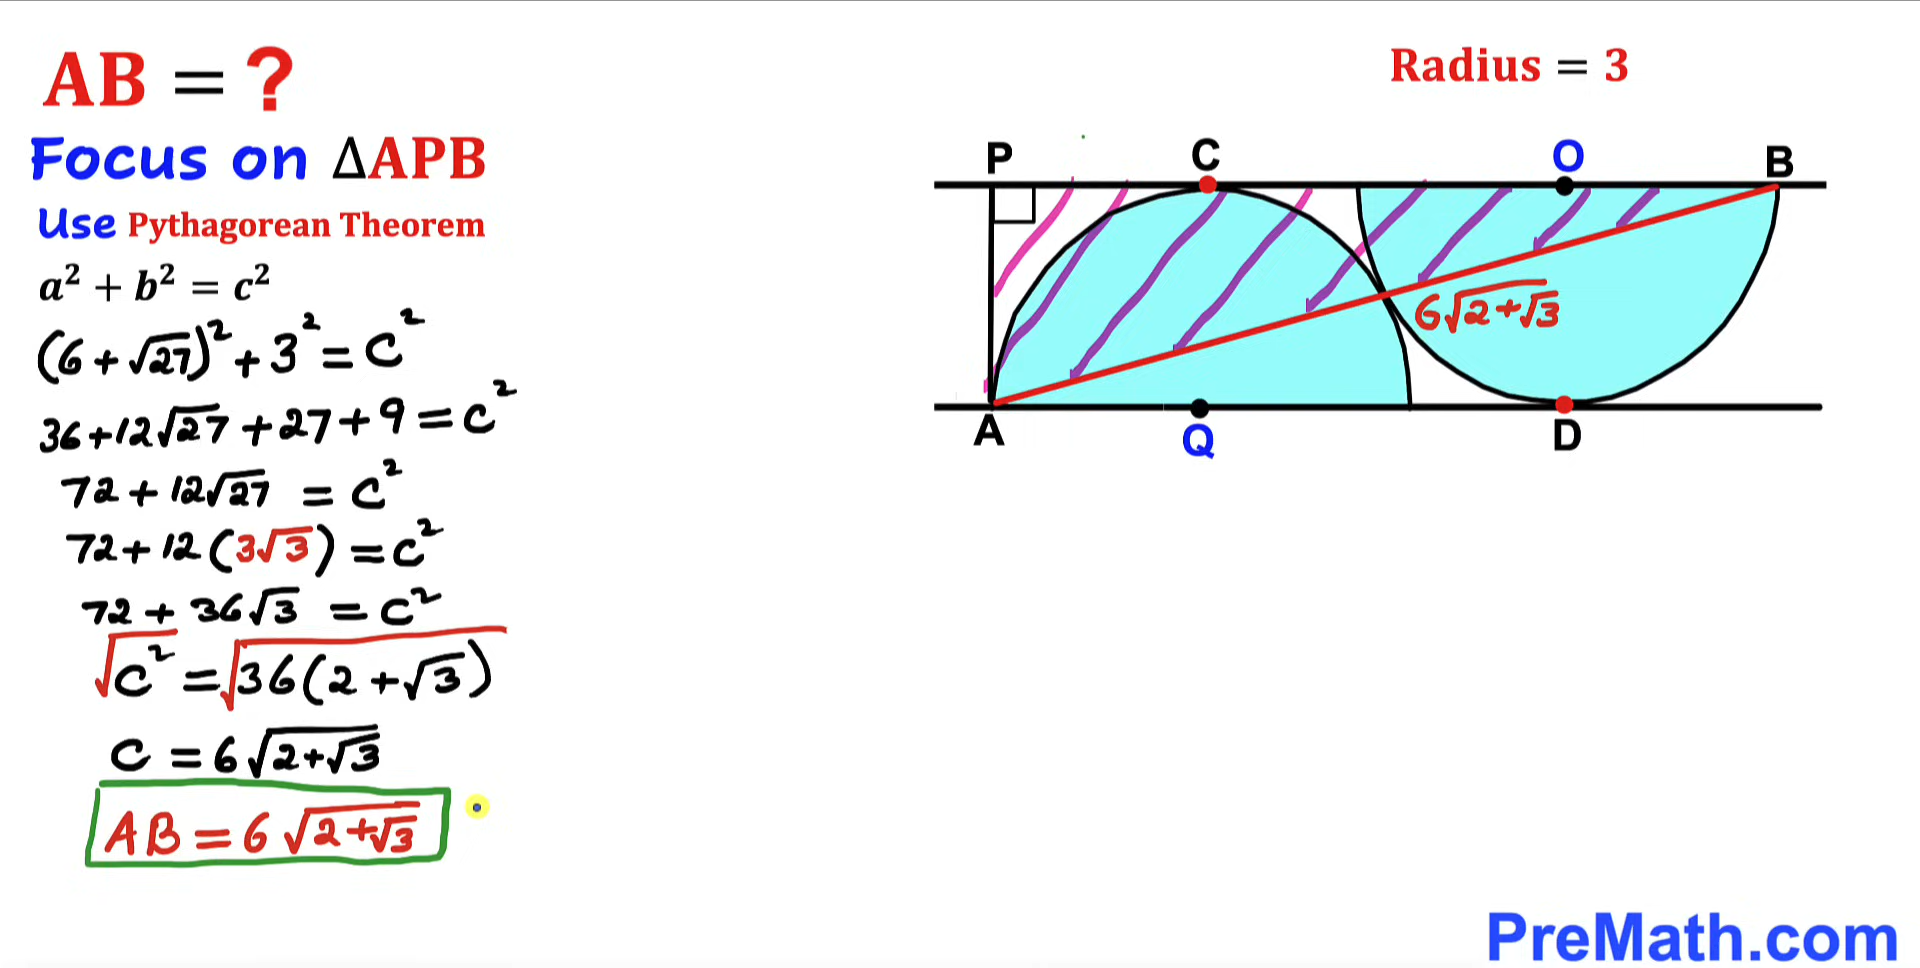 AB = ?
Focus on ΔAPB
Use Pythagorean Theorem
a² + b² = c²
(6 + √27)² + 3² = c²
36 + 12√27 + 27 + 9 = c²
72 + 12√27 = c²
72 + 12(3√3) = c²
72 + 36√3 = c²
√c² = √36(2 + √3)
c = 6√2+√3
AB = 6√2+√3
Radius = 3
P C O B
6√2+√3
A Q D
PreMath.com